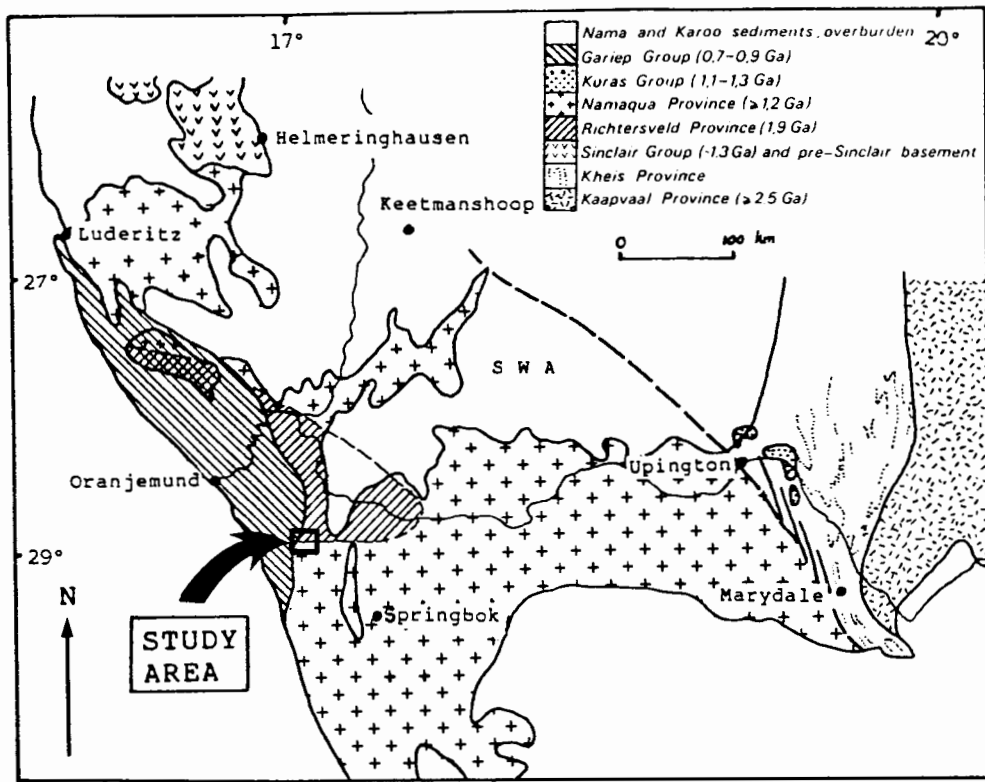 17°
20°
Nama and Karoo sediments, overburden
Gariep Group (0,7-0,9 Ga)
Kuras Group (1,1-1,3 Ga)
Namaqua Province (≥1,2 Ga)
Richtersveld Province (1,9 Ga)
Sinclair Group (~1.3 Ga) and pre-Sinclair basement
Kheis Province
Kaapvaal Province (≥2.5 Ga)
0 100 km
Helmeringhausen
Keetmanshoop
Luderitz
27°
SWA
Upington
Oranjemund
29°
Marydale
Springbok
N
STUDY
AREA